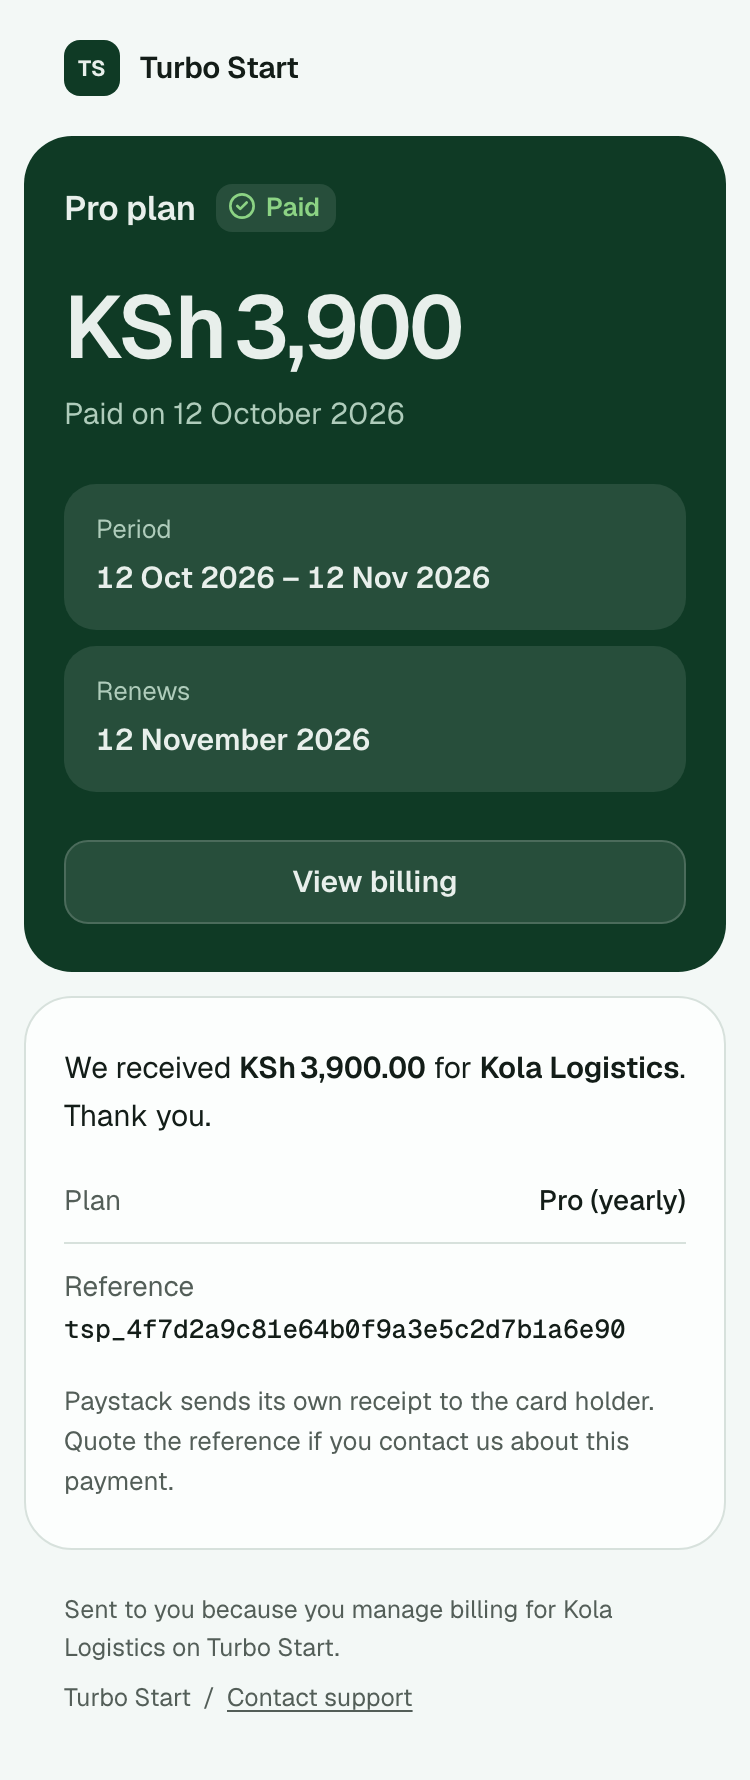 TS Turbo Start
Pro plan Paid
KSh 3,900
Paid on 12 October 2026
Period
12 Oct 2026 – 12 Nov 2026
Renews
12 November 2026
View billing
We received KSh 3,900.00 for Kola Logistics.
Thank you.
Plan Pro (yearly)
Reference
tsp_4f7d2a9c81e64b0f9a3e5c2d7b1a6e90
Paystack sends its own receipt to the card holder.
Quote the reference if you contact us about this
payment.
Sent to you because you manage billing for Kola
Logistics on Turbo Start.
Turbo Start / Contact support